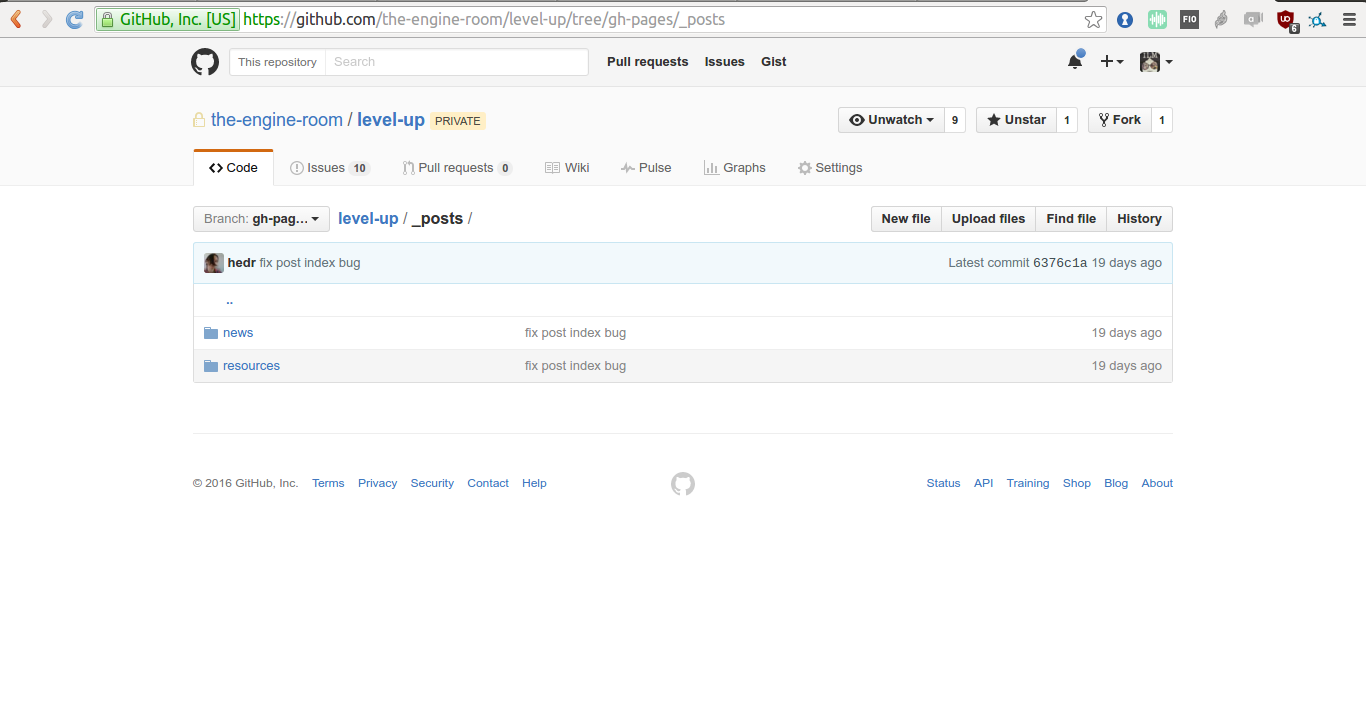 GitHub, Inc. [US] https://github.com/the-engine-room/level-up/tree/gh-pages/_posts
FIO
6
This repository Search Pull requests Issues Gist
the-engine-room / level-up PRIVATE Unwatch 9 Unstar 1 Fork 1
Code Issues 10 Pull requests 0 Wiki Pulse Graphs Settings
Branch: gh-pag… level-up / _posts / New file Upload files Find file History
hedr fix post index bug Latest commit 6376c1a 19 days ago
..
news fix post index bug 19 days ago
resources fix post index bug 19 days ago
© 2016 GitHub, Inc. Terms Privacy Security Contact Help Status API Training Shop Blog About